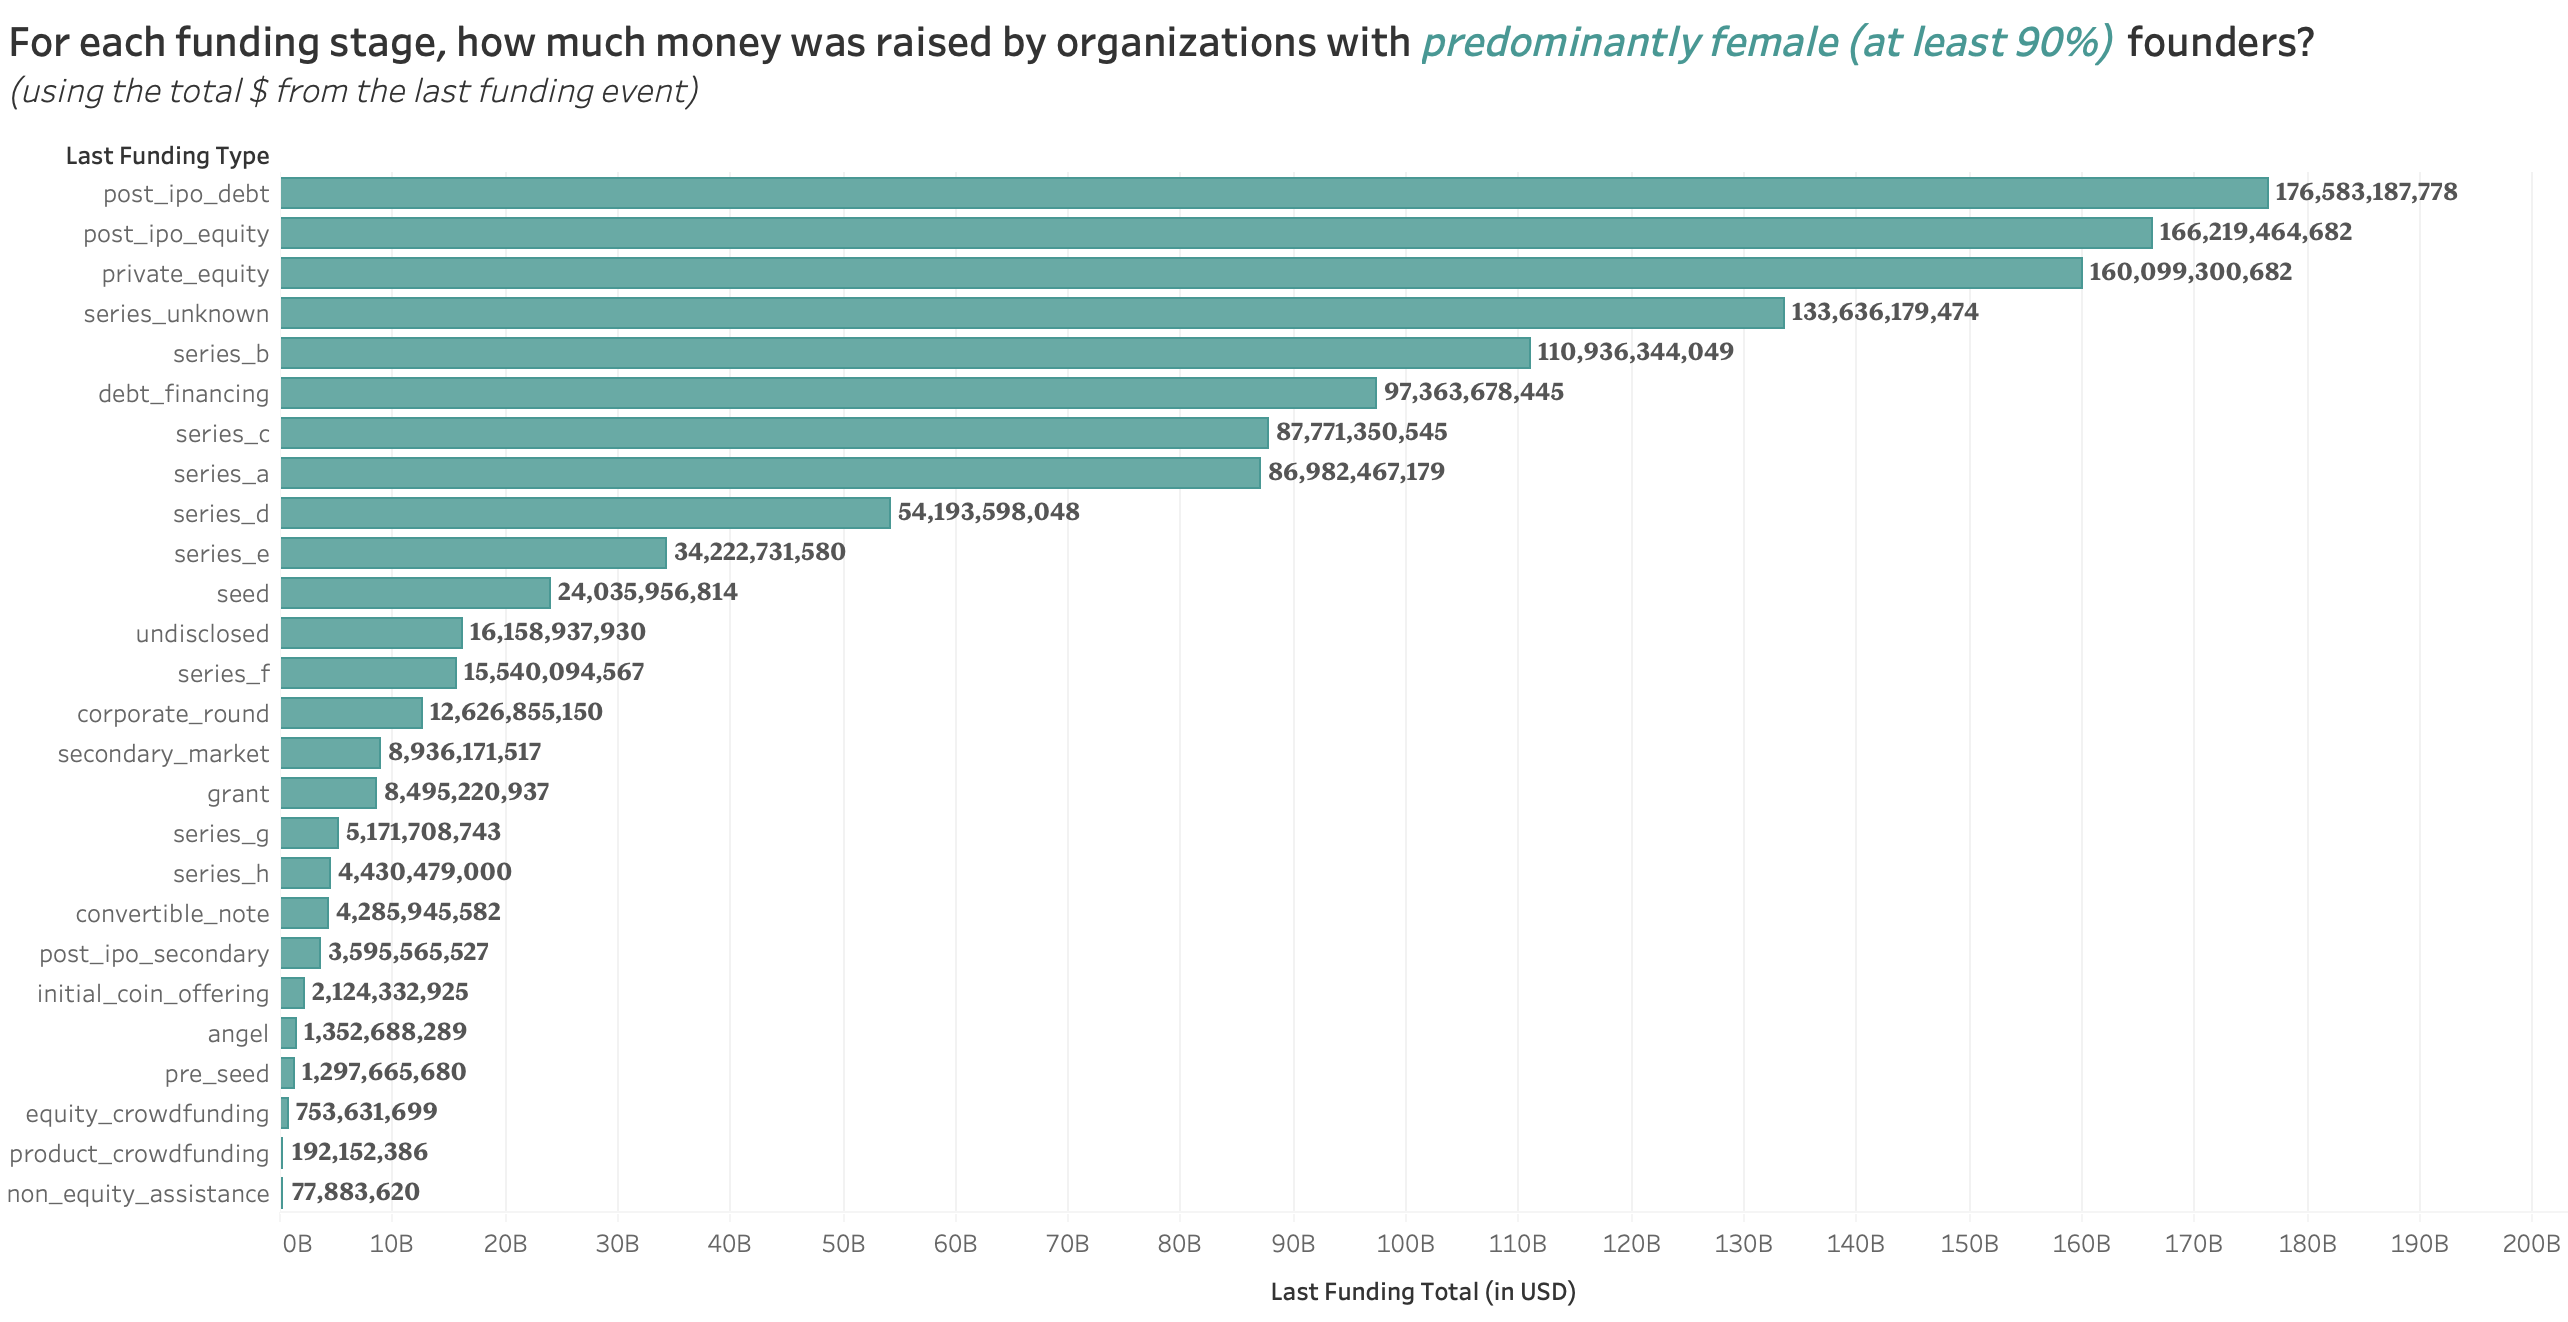 For each funding stage, how much money was raised by organizations with predominantly female (at least 90%) founders?
(using the total $ from the last funding event)
Last Funding Type
post_ipo_debt 176,583,187,778
post_ipo_equity 166,219,464,682
private_equity 160,099,300,682
series_unknown 133,636,179,474
series_b 110,936,344,049
debt_financing 97,363,678,445
series_c 87,771,350,545
series_a 86,982,467,179
series_d 54,193,598,048
series_e 34,222,731,580
seed 24,035,956,814
undisclosed 16,158,937,930
series_f 15,540,094,567
corporate_round 12,626,855,150
secondary_market 8,936,171,517
grant 8,495,220,937
series_g 5,171,708,743
series_h 4,430,479,000
convertible_note 4,285,945,582
post_ipo_secondary 3,595,565,527
initial_coin_offering 2,124,332,925
angel 1,352,688,289
pre_seed 1,297,665,680
equity_crowdfunding 753,631,699
product_crowdfunding 192,152,386
non_equity_assistance 77,883,620
0B 10B 20B 30B 40B 50B 60B 70B 80B 90B 100B 110B 120B 130B 140B 150B 160B 170B 180B 190B 200B
Last Funding Total (in USD)